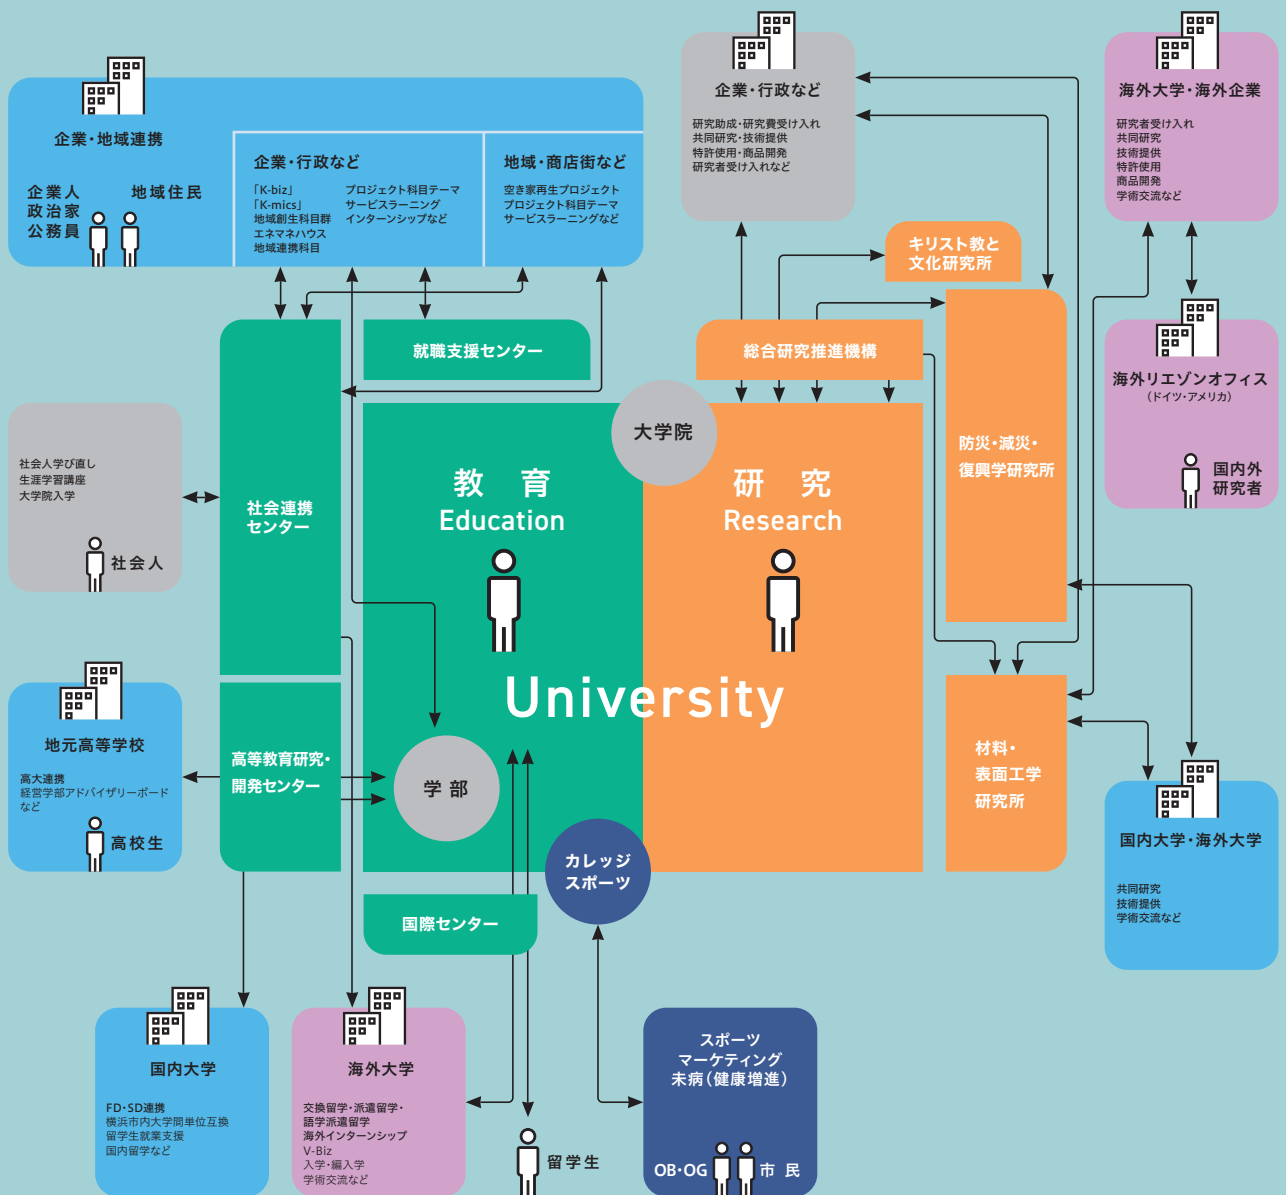 企業・地域連携
企業人
政治家
公務員
地域住民
企業・行政など
「K-biz」
「K-mics」
地域創生科目群
エネマネハウス
地域連携科目
プロジェクト科目テーマ
サービスラーニング
インターンシップなど
地域・商店街など
空き家再生プロジェクト
プロジェクト科目テーマ
サービスラーニングなど
企業・行政など
研究助成・研究費受け入れ
共同研究・技術提供
特許使用・商品開発
研究者受け入れなど
海外大学・海外企業
研究者受け入れ
共同研究
技術提供
特許使用
商品開発
学術交流など
キリスト教と
文化研究所
就職支援センター
総合研究推進機構
海外リエゾンオフィス
(ドイツ・アメリカ)
国内外
研究者
大学院
防災・減災・
復興学研究所
社会人学び直し
生涯学習講座
大学院入学
社会人
社会連携
センター
教育
Education
研究
Research
University
地元高等学校
高大連携
経営学部アドバイザリーボード
など
高校生
高等教育研究・
開発センター
学部
材料・
表面工学
研究所
カレッジ
スポーツ
国内大学・海外大学
共同研究
技術提供
学術交流など
国際センター
国内大学
FD・SD連携
横浜市内大学間単位互換
留学生就業支援
国内留学など
海外大学
交換留学・派遣留学・
語学派遣留学
海外インターンシップ
V-Biz
入学・編入学
学術交流など
留学生
スポーツ
マーケティング
未病(健康増進)
OB・OG
市民